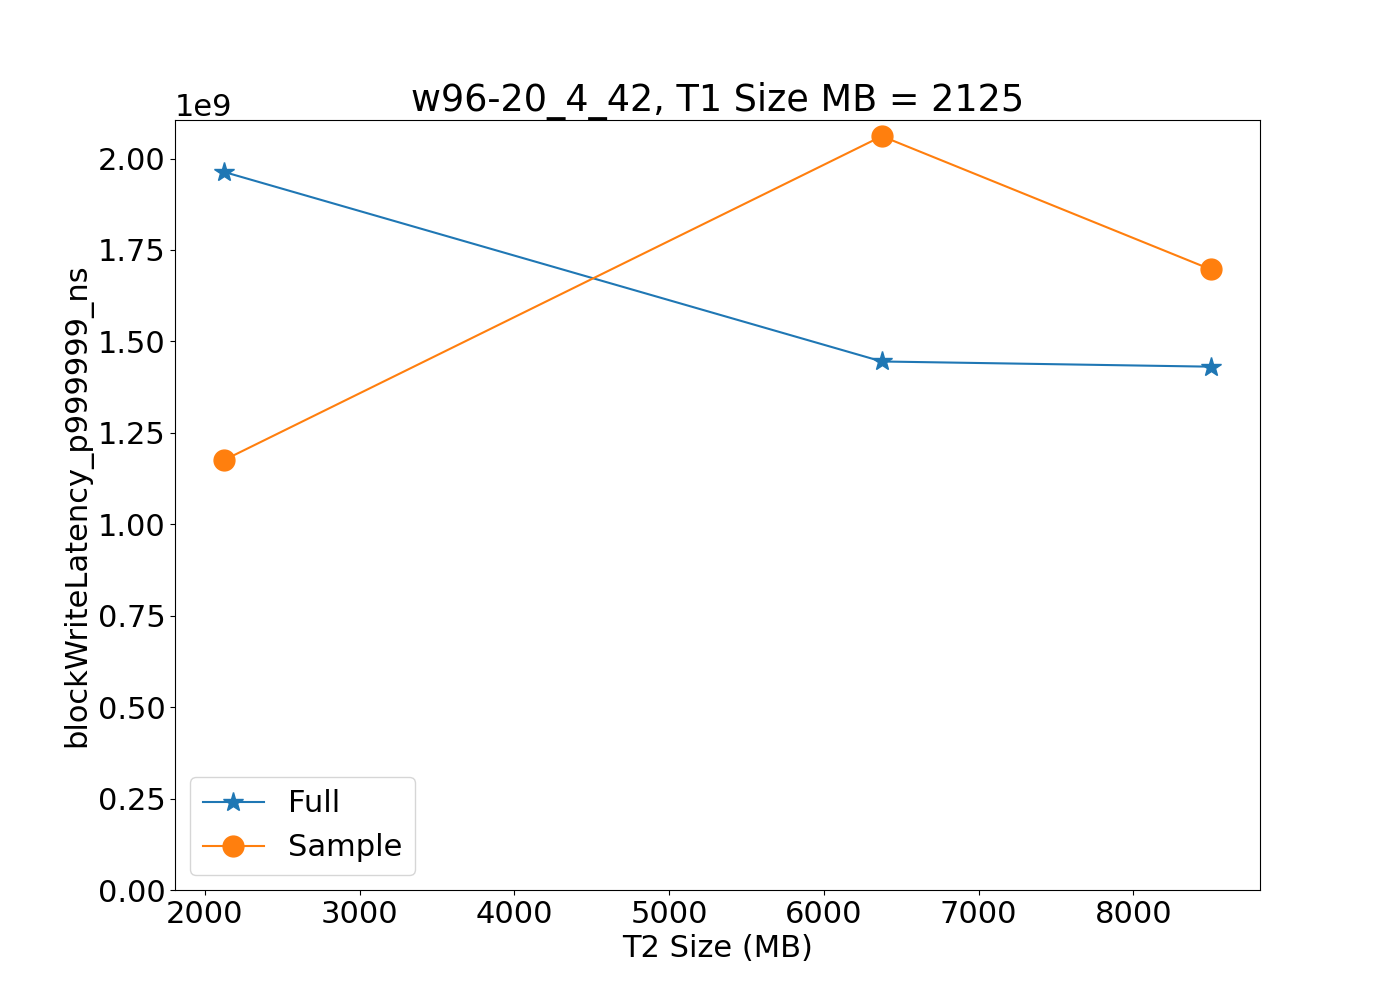 w96-20_4_42, T1 Size MB = 2125
1e9
2.00
1.75
1.50
1.25
1.00
0.75
0.50
0.25
0.00
blockWriteLatency_p999999_ns
Full
Sample
2000 3000 4000 5000 6000 7000 8000
T2 Size (MB)